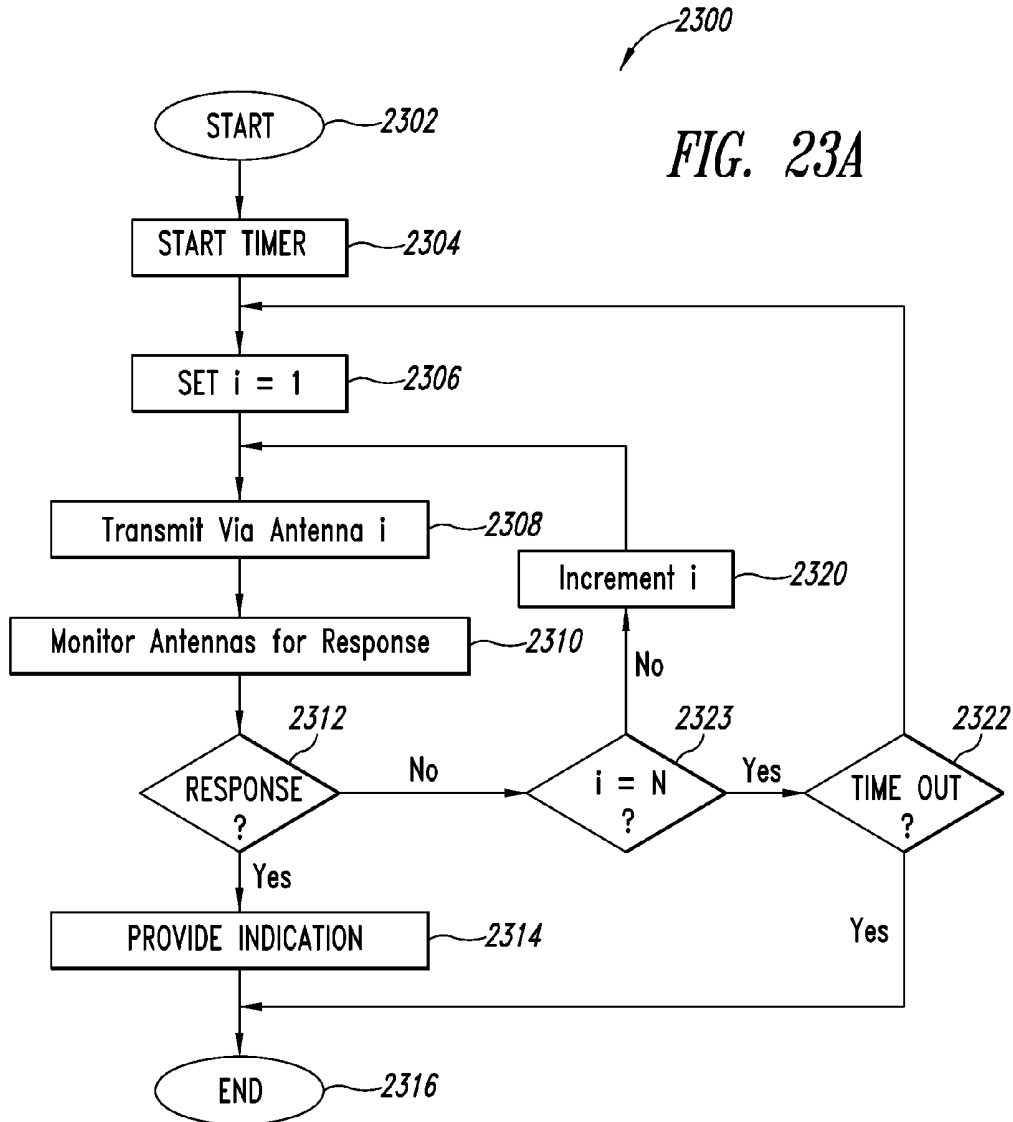 2300
FIG. 23A
START
2302
START TIMER
2304
SET i = 1
2306
Transmit Via Antenna i
2308
Increment i
2320
Monitor Antennas for Response
2310
No
2312
2323
2322
RESPONSE
?
No
i = N
?
Yes
TIME OUT
?
Yes
PROVIDE INDICATION
2314
Yes
END
2316